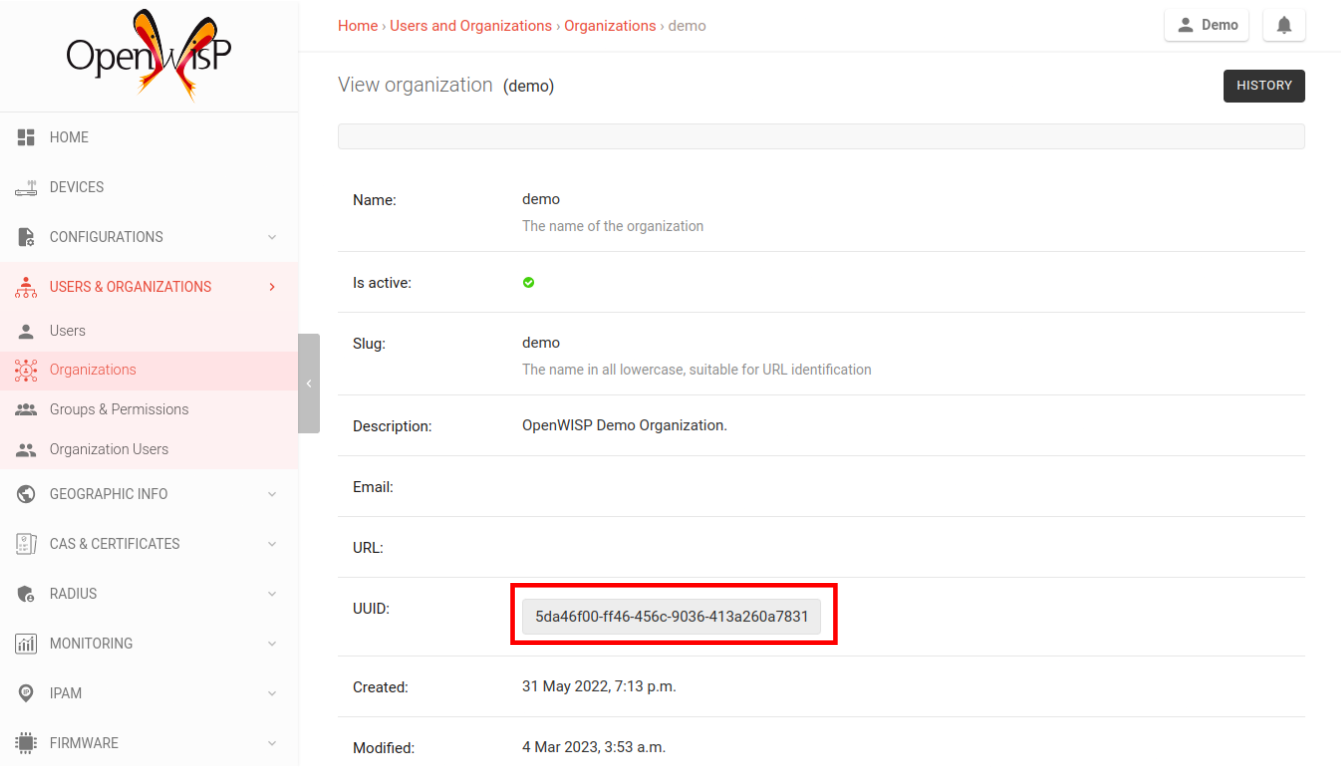 OpenWISP
HOME
DEVICES
CONFIGURATIONS
USERS & ORGANIZATIONS
Users
Organizations
Groups & Permissions
Organization Users
GEOGRAPHIC INFO
CAS & CERTIFICATES
RADIUS
MONITORING
IPAM
FIRMWARE
Home › Users and Organizations › Organizations › demo
Demo
View organization (demo)
HISTORY
Name: demo
The name of the organization
Is active:
Slug: demo
The name in all lowercase, suitable for URL identification
Description: OpenWISP Demo Organization.
Email:
URL:
UUID: 5da46f00-ff46-456c-9036-413a260a7831
Created: 31 May 2022, 7:13 p.m.
Modified: 4 Mar 2023, 3:53 a.m.